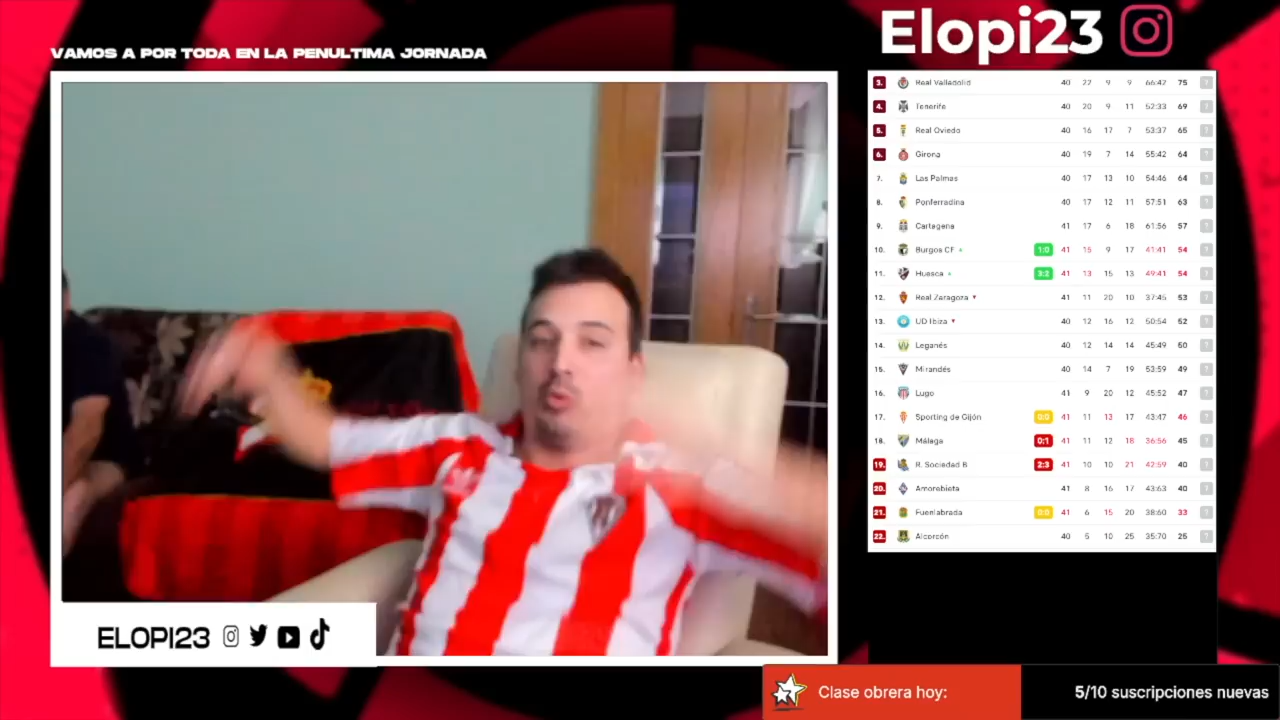 VAMOS A POR TODA EN LA PENULTIMA JORNADA
Elopi23
3. Real Valladolid 40 22 9 9 66:42 75 ?
4. Tenerife 40 20 9 11 52:33 69 ?
5. Real Oviedo 40 16 17 7 53:37 65 ?
6. Girona 40 19 7 14 55:42 64 ?
7. Las Palmas 40 17 13 10 54:46 64 ?
8. Ponferradina 40 17 12 11 57:51 63 ?
9. Cartagena 41 17 6 18 61:56 57 ?
10. Burgos CF 1:0 41 15 9 17 41:41 54 ?
11. Huesca 3:2 41 13 15 13 49:41 54 ?
12. Real Zaragoza 41 11 20 10 37:45 53 ?
13. UD Ibiza 40 12 16 12 50:54 52 ?
14. Leganés 40 12 14 14 45:49 50 ?
15. Mirandés 40 14 7 19 53:59 49 ?
16. Lugo 41 9 20 12 45:52 47 ?
17. Sporting de Gijón 0:0 41 11 13 17 43:47 46 ?
18. Málaga 0:1 41 11 12 18 36:56 45 ?
19. R. Sociedad B 2:3 41 10 10 21 42:59 40 ?
20. Amorebieta 41 8 16 17 43:63 40 ?
21. Fuenlabrada 0:0 41 6 15 20 38:60 33 ?
22. Alcorcón 40 5 10 25 35:70 25 ?
ELOPI23
Clase obrera hoy: 5/10 suscripciones nuevas